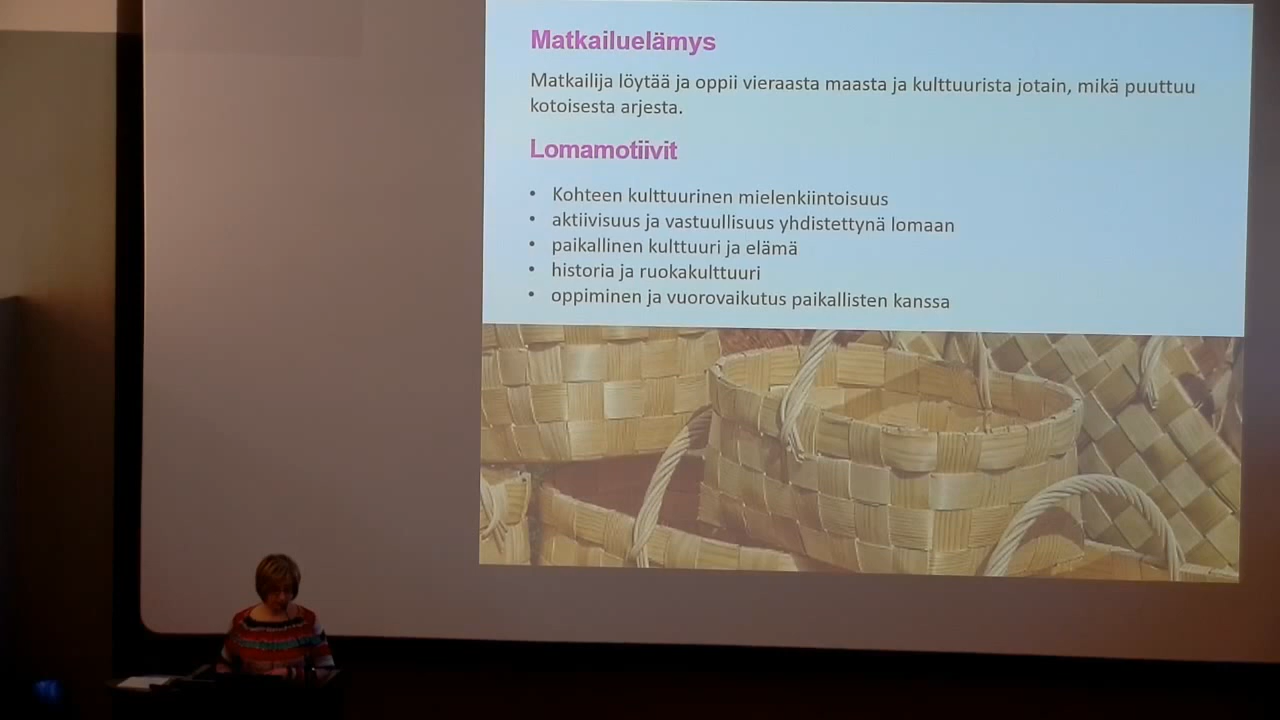 Matkailuelämys
Matkailija löytää ja oppii vieraasta maasta ja kulttuurista jotain, mikä puuttuu
kotoisesta arjesta.
Lomamotiivit
• Kohteen kulttuurinen mielenkiintoisuus
• aktiivisuus ja vastuullisuus yhdistettynä lomaan
• paikallinen kulttuuri ja elämä
• historia ja ruokakulttuuri
• oppiminen ja vuorovaikutus paikallisten kanssa